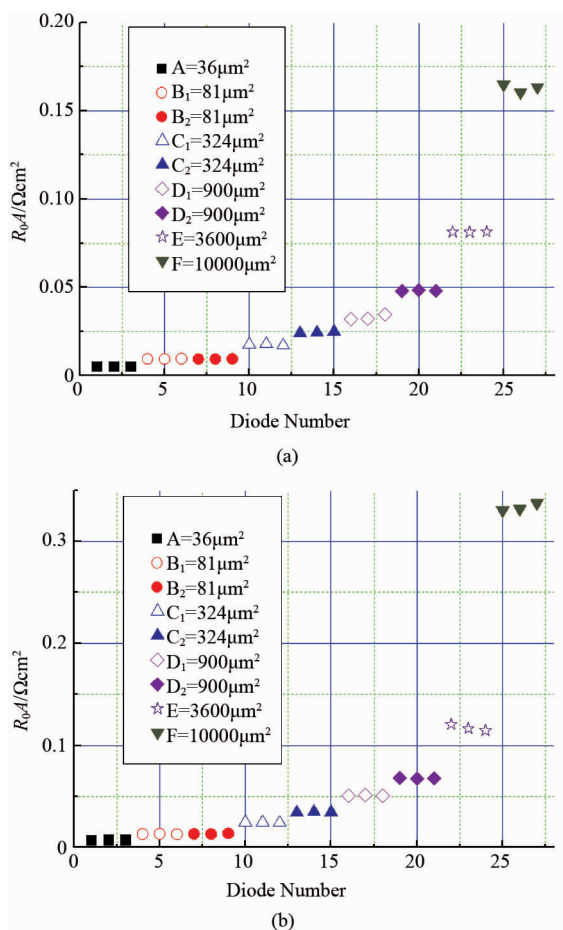 0.20
0.15
0.10
0.05
0
R₀A/Ωcm²
A=36μm²
B₁=81μm²
B₂=81μm²
C₁=324μm²
C₂=324μm²
D₁=900μm²
D₂=900μm²
E=3600μm²
F=10000μm²
0 5 10 15 20 25
Diode Number
(a)
0.3
0.2
0.1
0
R₀A/Ωcm²
A=36μm²
B₁=81μm²
B₂=81μm²
C₁=324μm²
C₂=324μm²
D₁=900μm²
D₂=900μm²
E=3600μm²
F=10000μm²
0 5 10 15 20 25
Diode Number
(b)